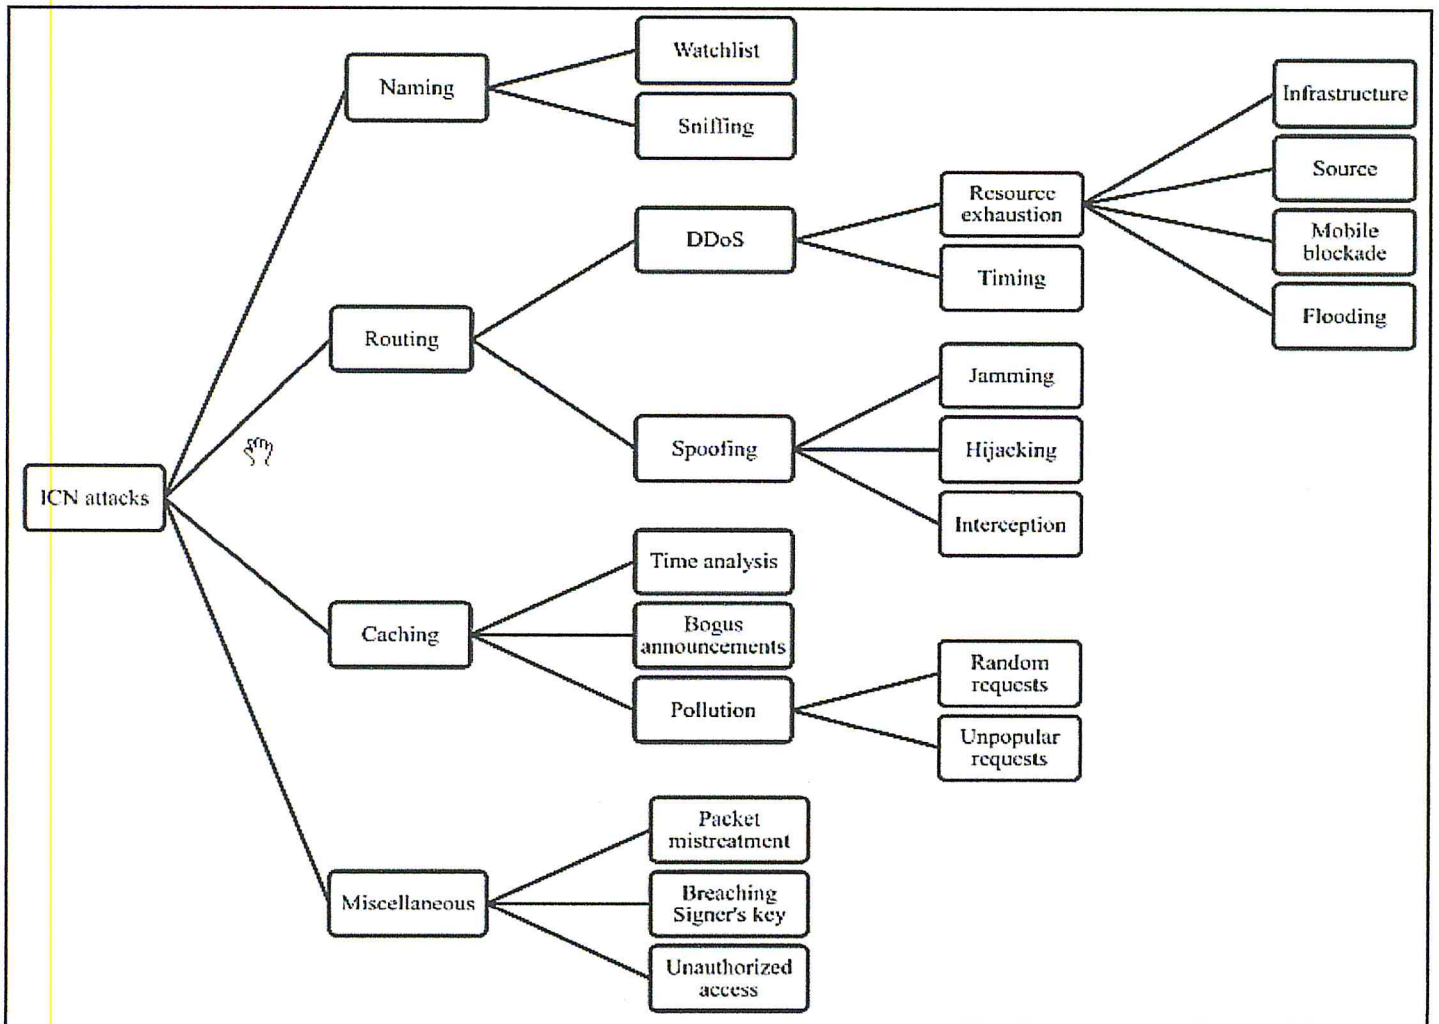 ICN attacks
Naming
Watchlist
Sniffing
Routing
DDoS
Resource
exhaustion
Infrastructure
Source
Mobile
blockade
Flooding
Timing
Spoofing
Jamming
Hijacking
Interception
Caching
Time analysis
Bogus
announcements
Pollution
Random
requests
Unpopular
requests
Miscellaneous
Packet
mistreatment
Breaching
Signer's key
Unauthorized
access